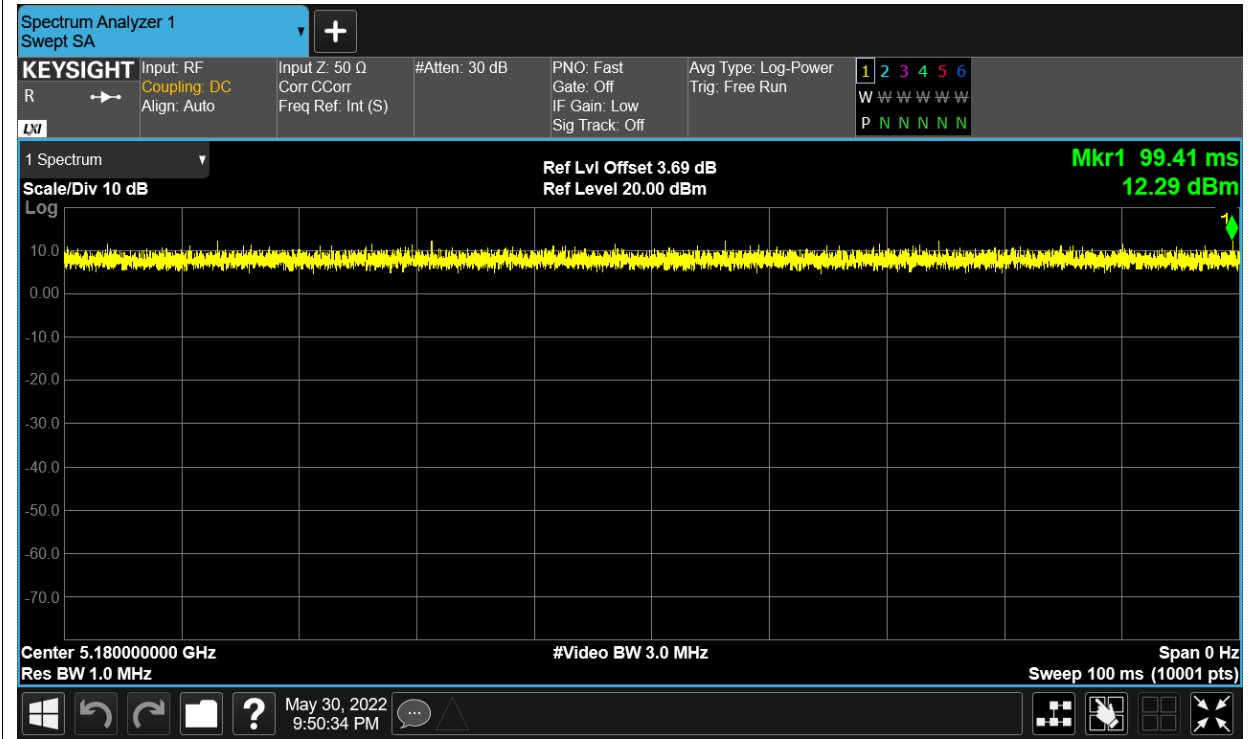 Spectrum Analyzer 1
Swept SA
KEYSIGHT
R
LXI
Input: RF
Coupling: DC
Align: Auto
Input Z: 50 Ω
Corr CCorr
Freq Ref: Int (S)
#Atten: 30 dB
PNO: Fast
Gate: Off
IF Gain: Low
Sig Track: Off
Avg Type: Log-Power
Trig: Free Run
1 2 3 4 5 6
W W W W W W
P N N N N N
1 Spectrum
Scale/Div 10 dB
Ref Lvl Offset 3.69 dB
Ref Level 20.00 dBm
Mkr1 99.41 ms
12.29 dBm
Log
1
10.0
0.00
-10.0
-20.0
-30.0
-40.0
-50.0
-60.0
-70.0
Center 5.180000000 GHz
Res BW 1.0 MHz
#Video BW 3.0 MHz
Span 0 Hz
Sweep 100 ms (10001 pts)
?
May 30, 2022
9:50:34 PM